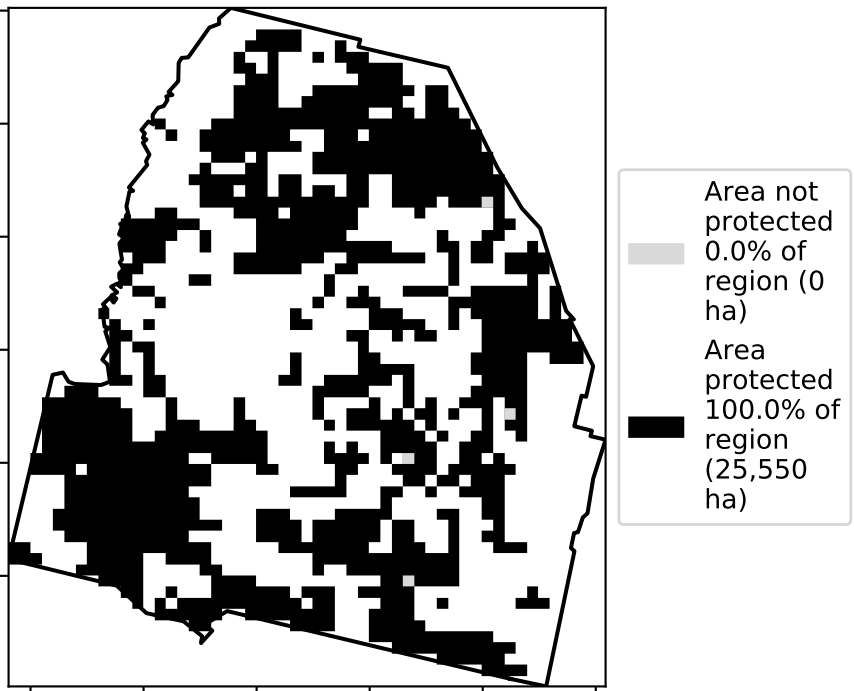 Area not
protected
0.0% of
region (0
ha)
Area
protected
100.0% of
region
(25,550
ha)